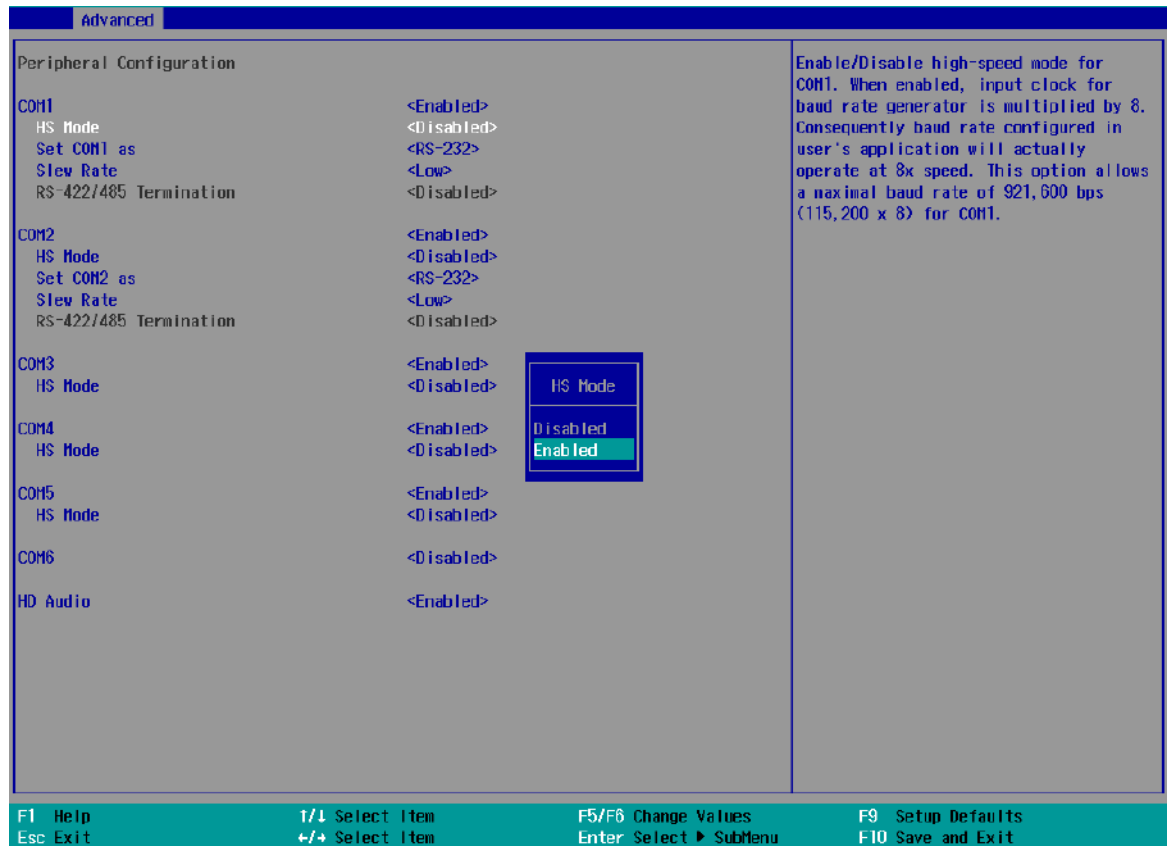 Advanced
Peripheral Configuration
COM1 <Enabled>
HS Mode <Disabled>
Set COM1 as <RS-232>
Slew Rate <Low>
RS-422/485 Termination <Disabled>
COM2 <Enabled>
HS Mode <Disabled>
Set COM2 as <RS-232>
Slew Rate <Low>
RS-422/485 Termination <Disabled>
COM3 <Enabled>
HS Mode <Disabled>
COM4 <Enabled>
HS Mode <Disabled>
COM5 <Enabled>
HS Mode <Disabled>
COM6 <Disabled>
HD Audio <Enabled>
HS Mode
Disabled
Enabled
Enable/Disable high-speed mode for
COM1. When enabled, input clock for
baud rate generator is multiplied by 8.
Consequently baud rate configured in
user's application will actually
operate at 8x speed. This option allows
a maximal baud rate of 921,600 bps
(115,200 x 8) for COM1.
F1 Help ↑/↓ Select Item F5/F6 Change Values F9 Setup Defaults
Esc Exit ←/→ Select Item Enter Select ▶ SubMenu F10 Save and Exit